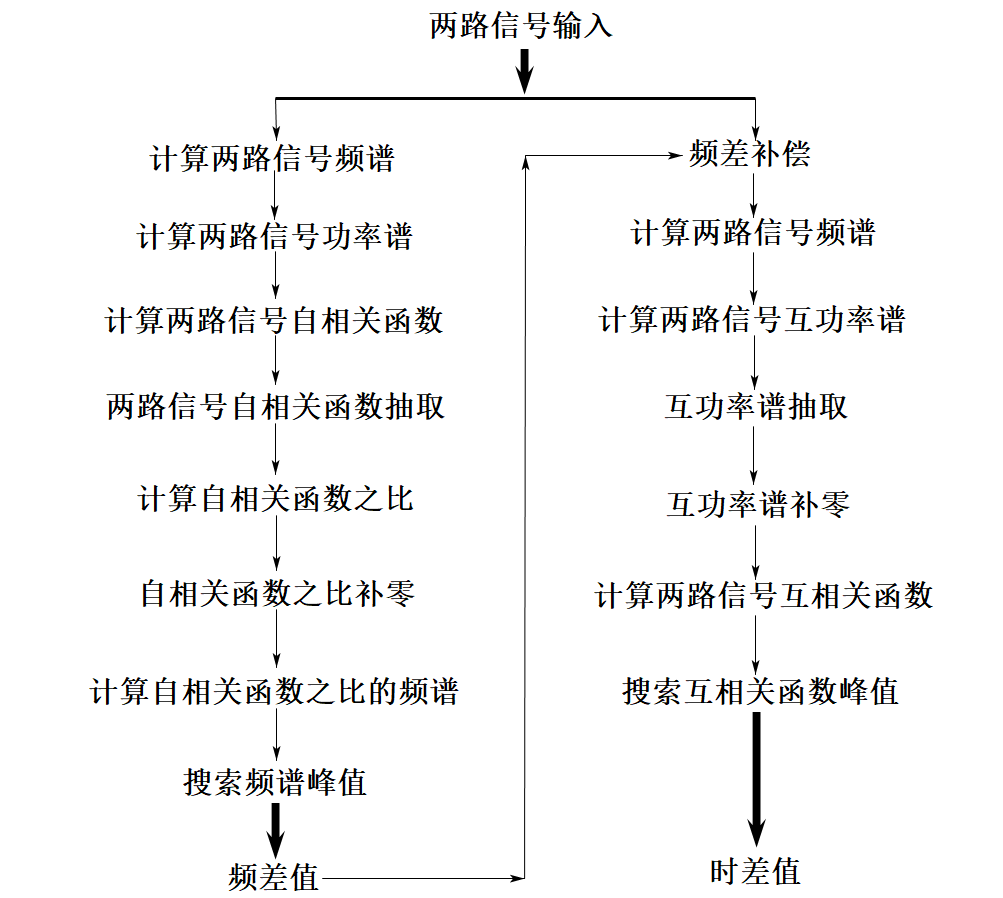 两路信号输入
计算两路信号频谱
计算两路信号功率谱
计算两路信号自相关函数
两路信号自相关函数抽取
计算自相关函数之比
自相关函数之比补零
计算自相关函数之比的频谱
搜索频谱峰值
频差值
频差补偿
计算两路信号频谱
计算两路信号互功率谱
互功率谱抽取
互功率谱补零
计算两路信号互相关函数
搜索互相关函数峰值
时差值